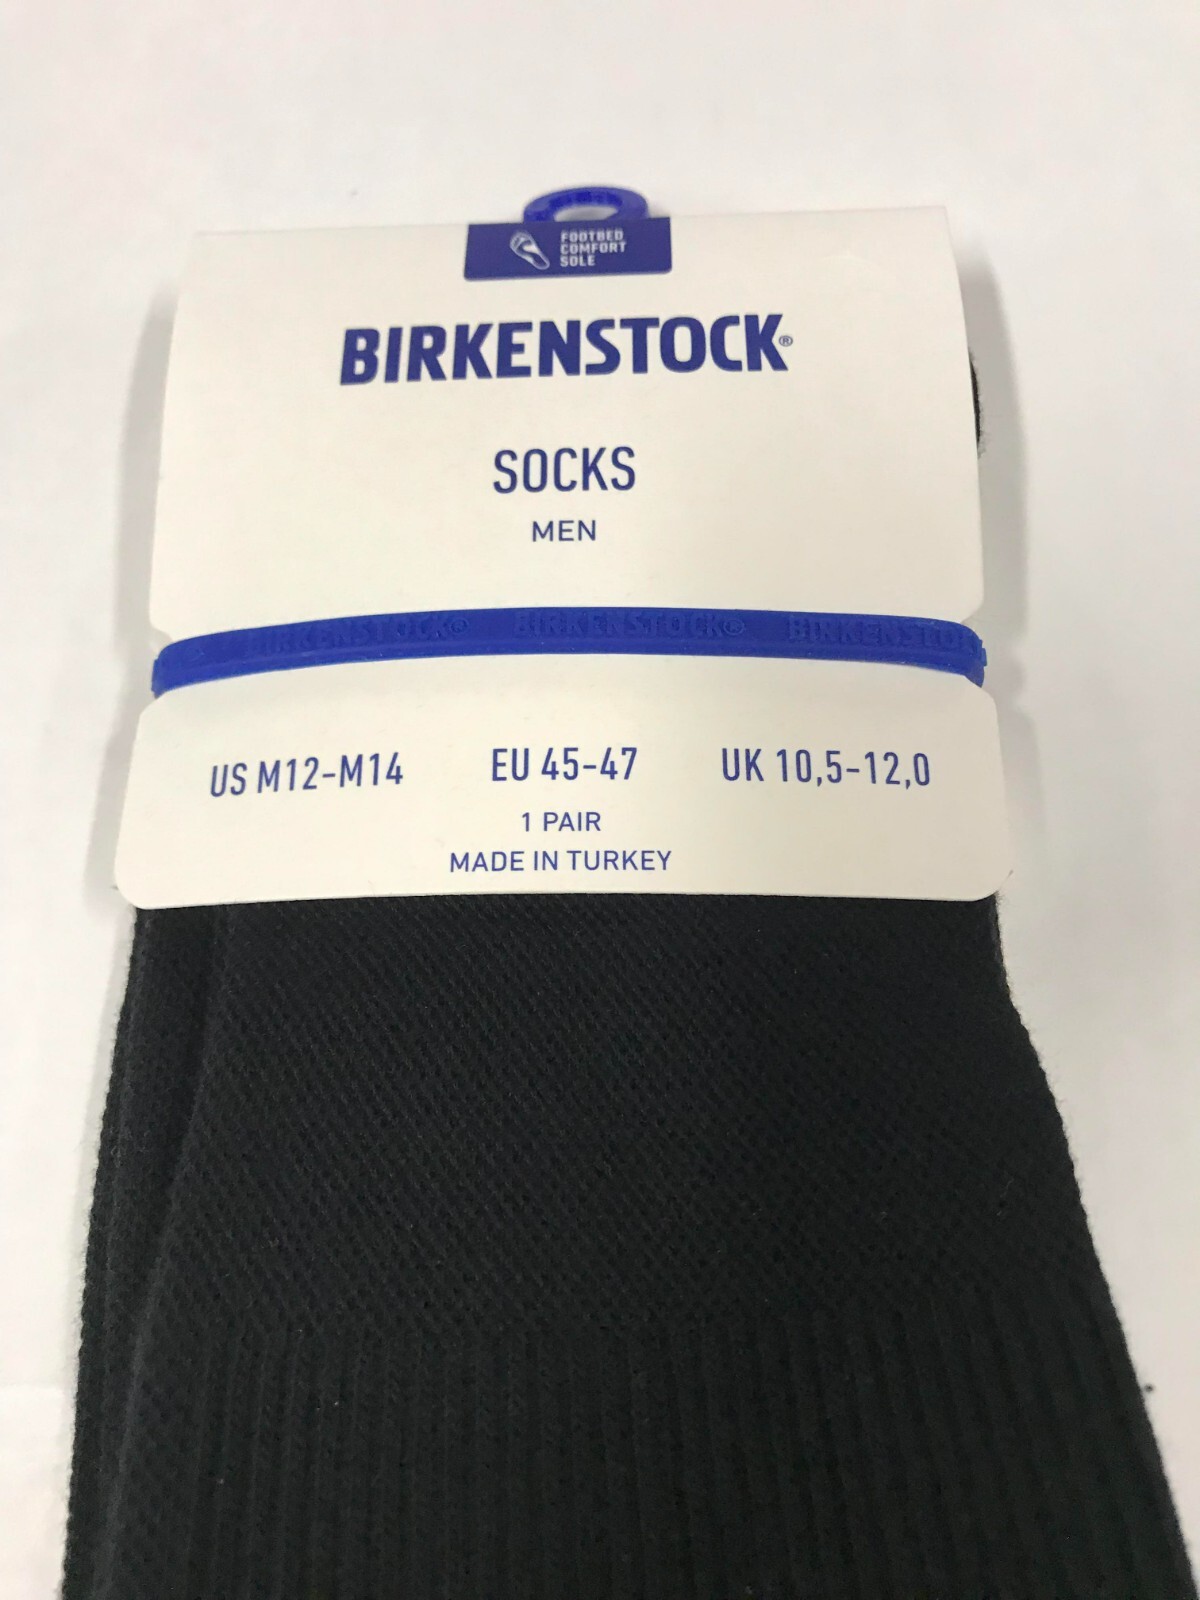 FOOTBED
COMFORT
SOLE
BIRKENSTOCK®
SOCKS
MEN
BIRKENSTOCK® BIRKENSTOCK® BIRKENSTOC
US M12-M14 EU 45-47 UK 10,5-12,0
1 PAIR
MADE IN TURKEY